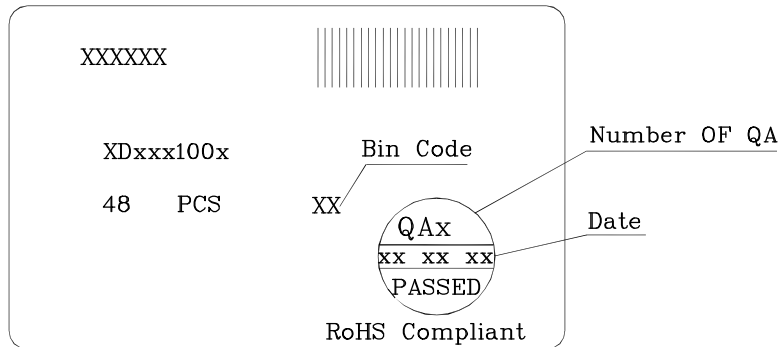 XXXXXX
XDxxx100x
Bin Code
Number OF QA
48 PCS
XX
QAx
Date
xx xx xx
PASSED
RoHS Compliant